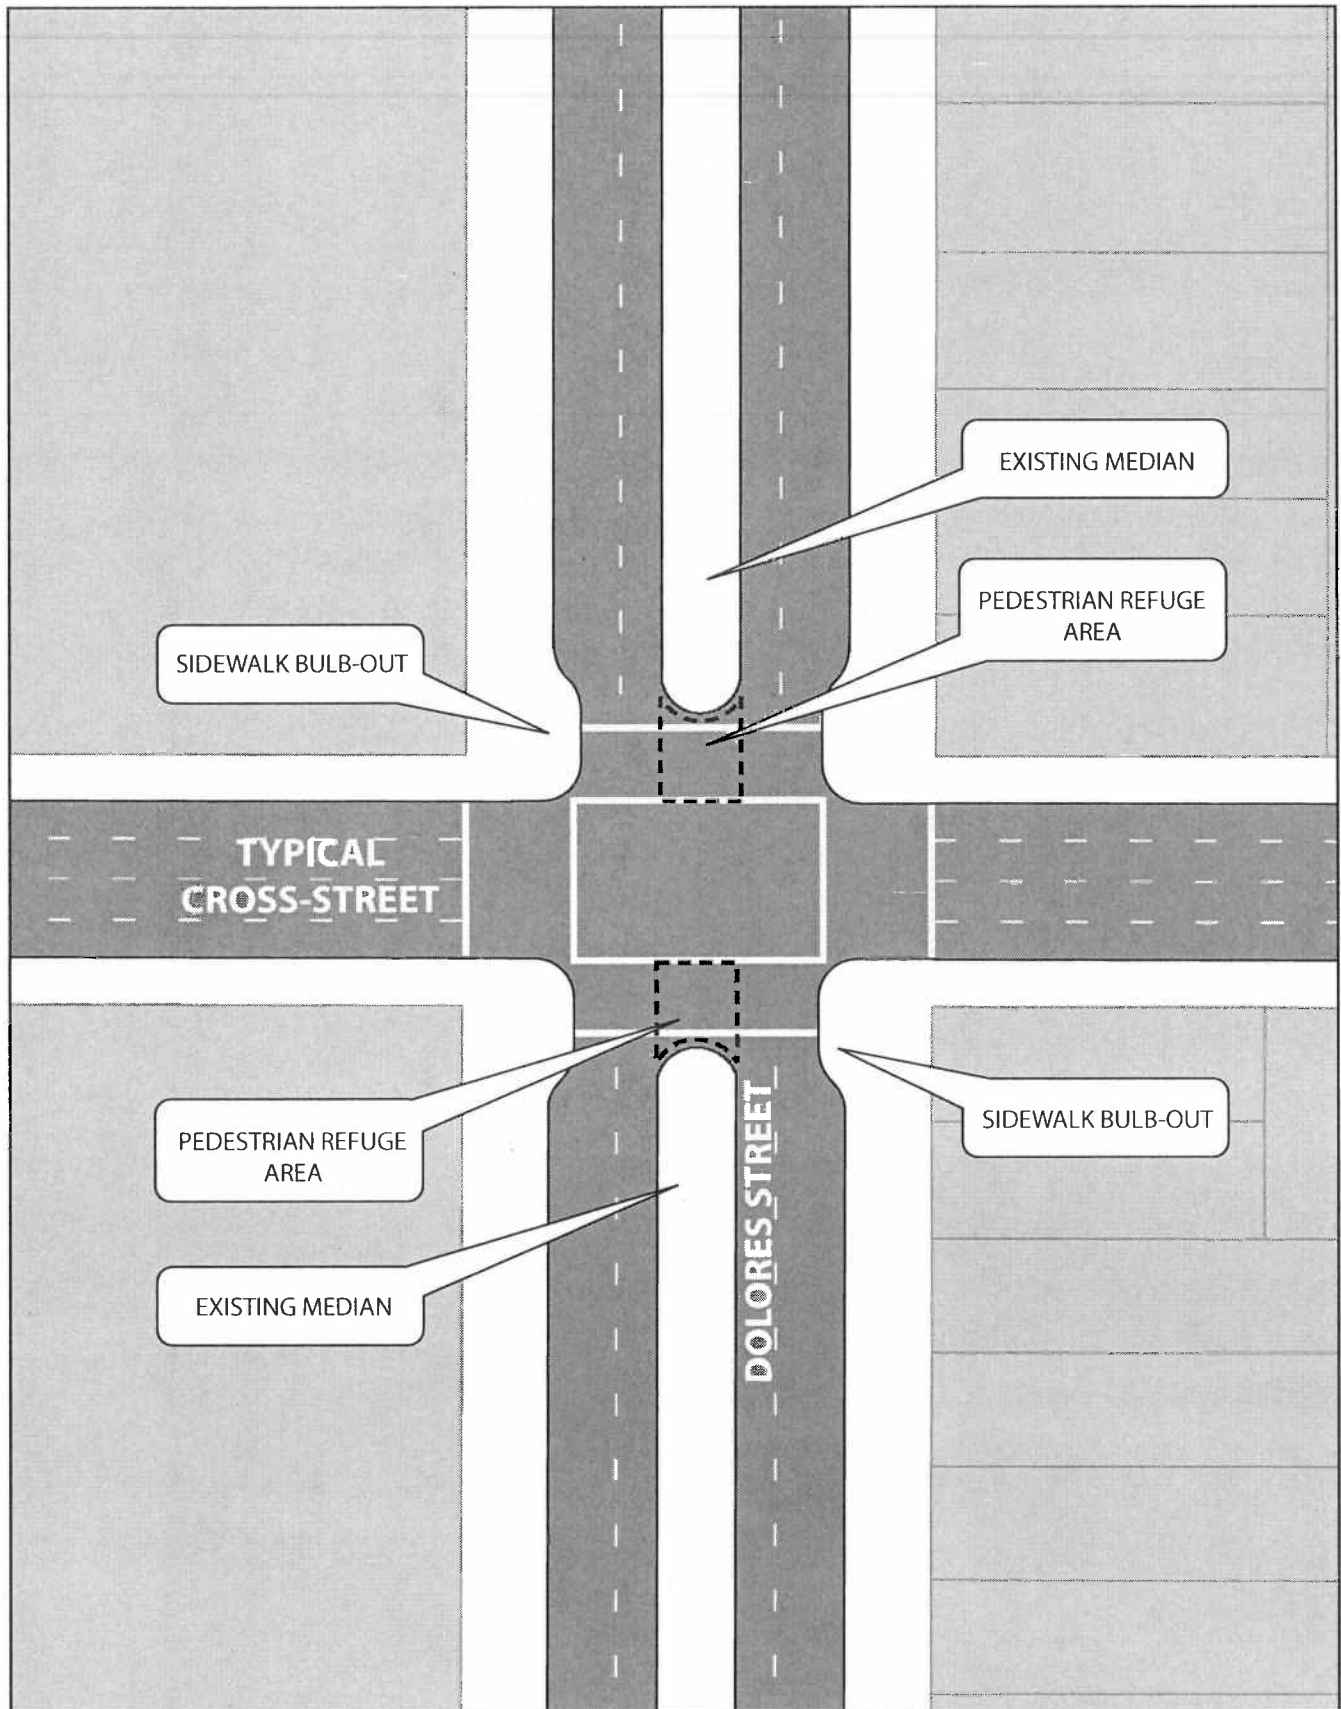 EXISTING MEDIAN
PEDESTRIAN REFUGE
AREA
SIDEWALK BULB-OUT
TYPICAL
CROSS-STREET
PEDESTRIAN REFUGE
AREA
SIDEWALK BULB-OUT
DOLORES STREET
EXISTING MEDIAN